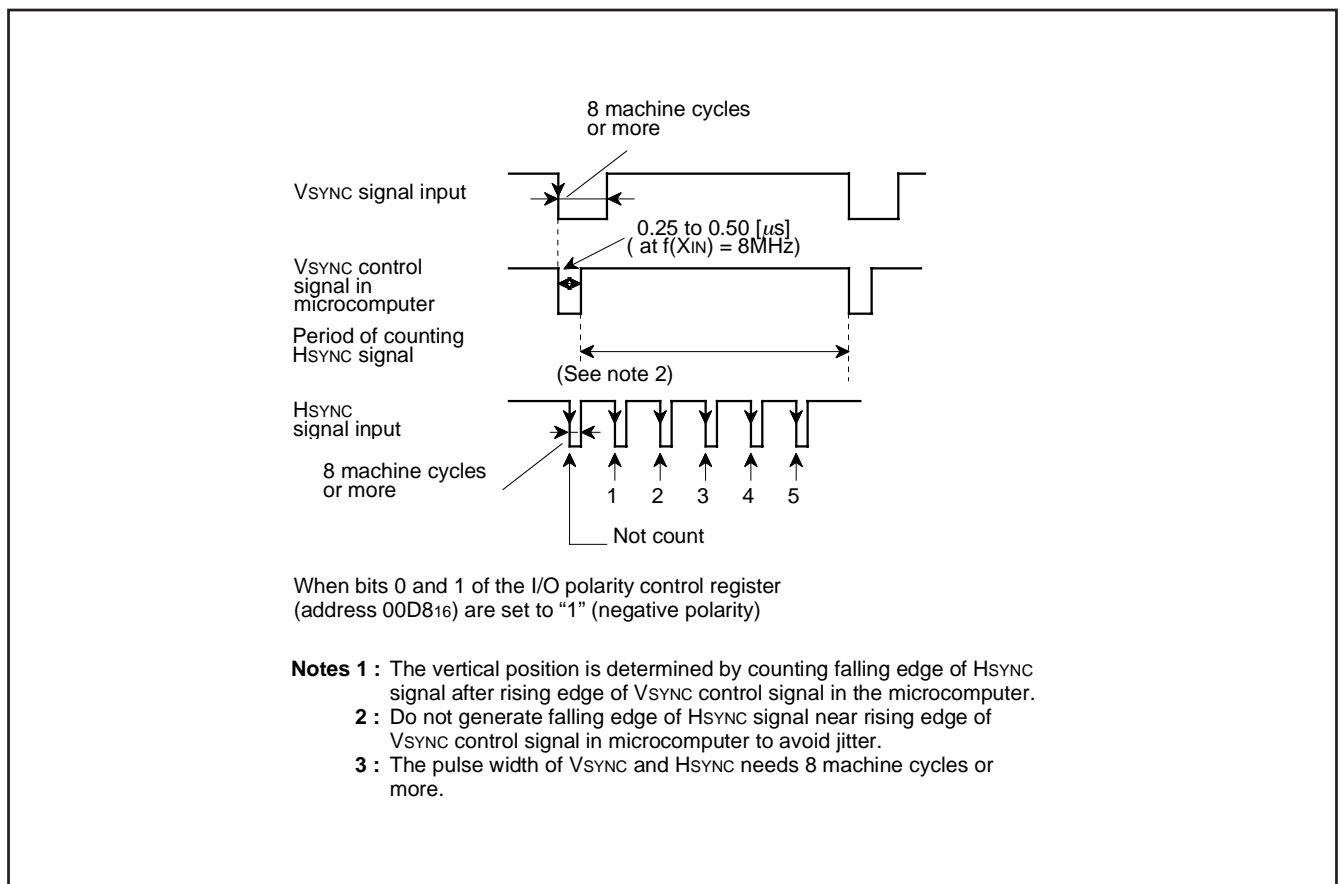 8 machine cycles
or more
VSYNC signal input
0.25 to 0.50 [μs]
( at f(XIN) = 8MHz)
VSYNC control
signal in
microcomputer
Period of counting
HSYNC signal
(See note 2)
HSYNC
signal input
8 machine cycles
or more
1 2 3 4 5
Not count
When bits 0 and 1 of the I/O polarity control register
(address 00D816) are set to “1” (negative polarity)
Notes 1 : The vertical position is determined by counting falling edge of HSYNC
signal after rising edge of VSYNC control signal in the microcomputer.
2 : Do not generate falling edge of HSYNC signal near rising edge of
VSYNC control signal in microcomputer to avoid jitter.
3 : The pulse width of VSYNC and HSYNC needs 8 machine cycles or
more.